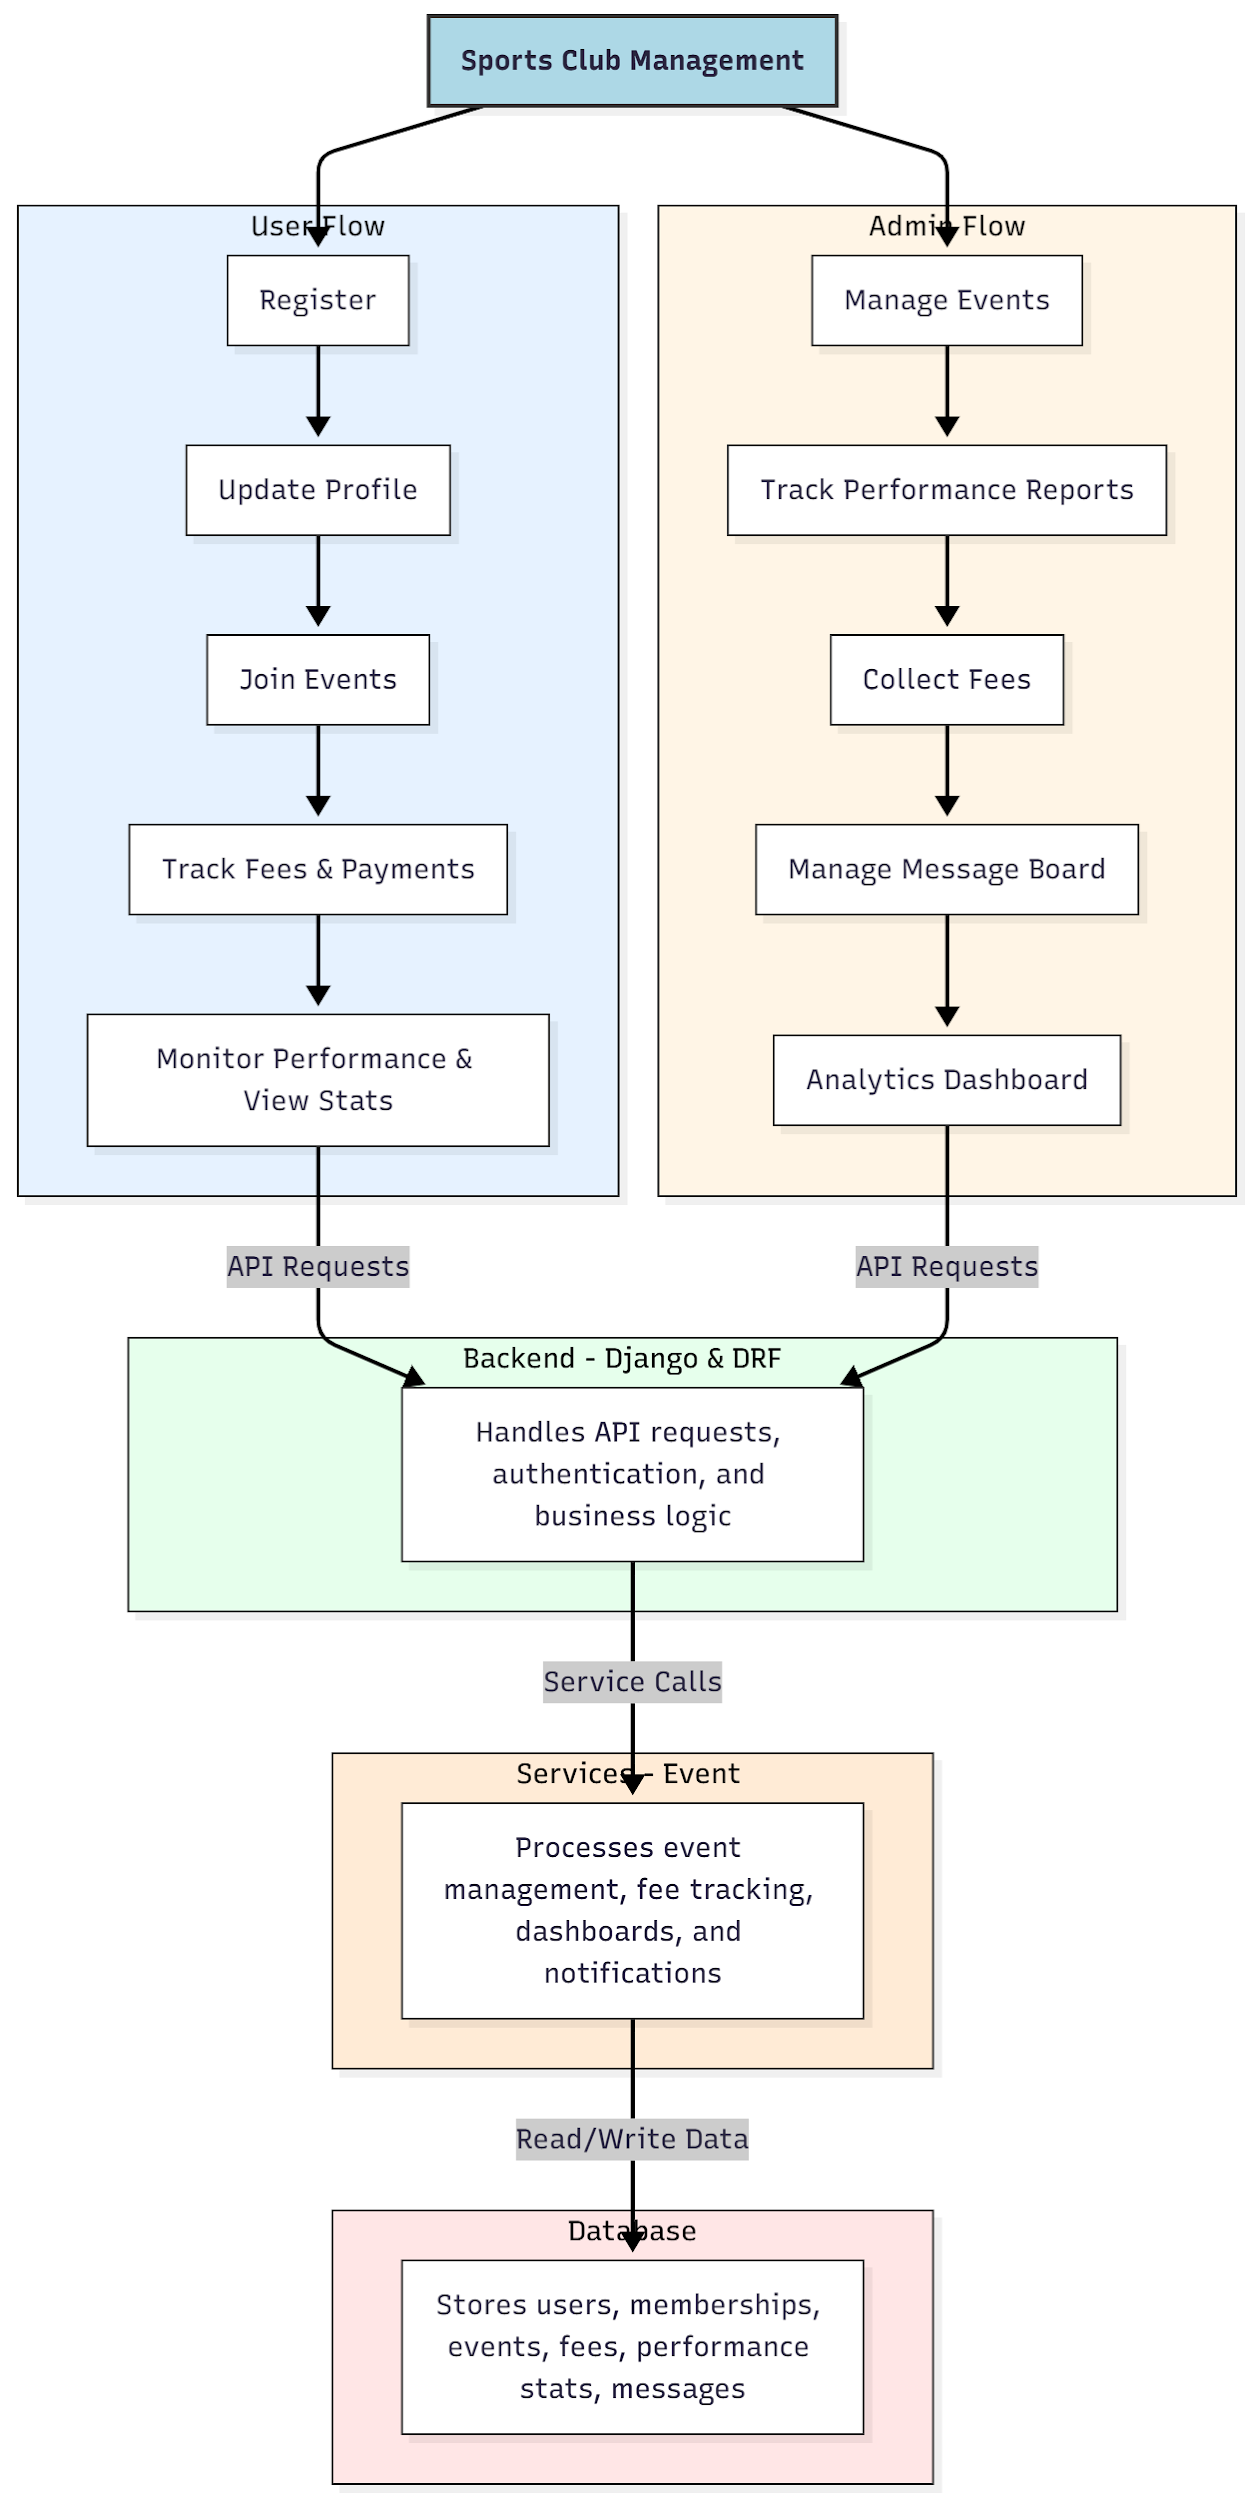 Sports Club Management
User Flow
Register
Update Profile
Join Events
Track Fees & Payments
Monitor Performance &
View Stats
Admin Flow
Manage Events
Track Performance Reports
Collect Fees
Manage Message Board
Analytics Dashboard
API Requests
API Requests
Backend - Django & DRF
Handles API requests,
authentication, and
business logic
Service Calls
Services - Event
Processes event
management, fee tracking,
dashboards, and
notifications
Read/Write Data
Database
Stores users, memberships,
events, fees, performance
stats, messages